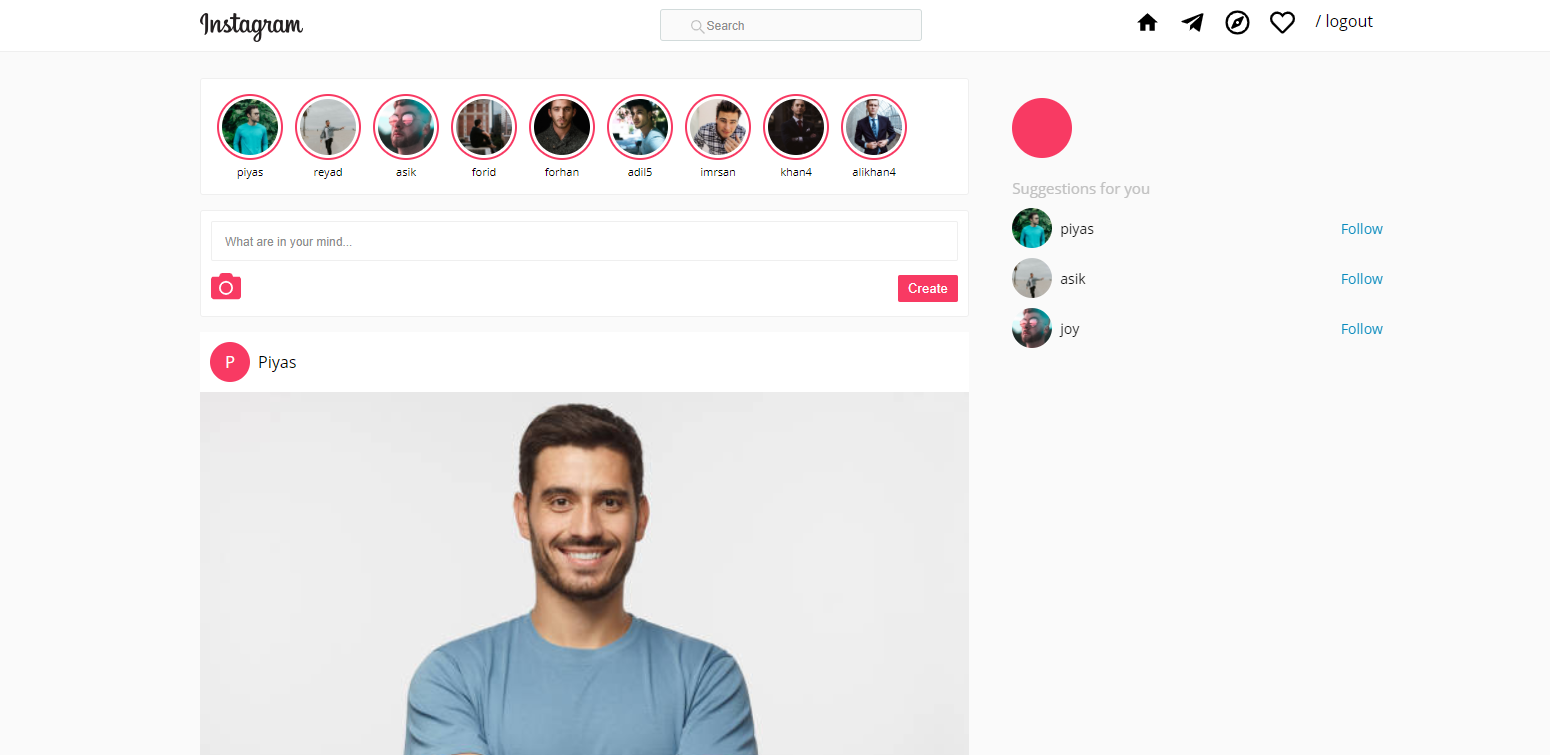 Instagram
Search
/ logout
piyas
reyad
asik
forid
forhan
adil5
imrsan
khan4
alikhan4
What are in your mind...
Create
P
Piyas
Suggestions for you
piyas
Follow
asik
Follow
joy
Follow